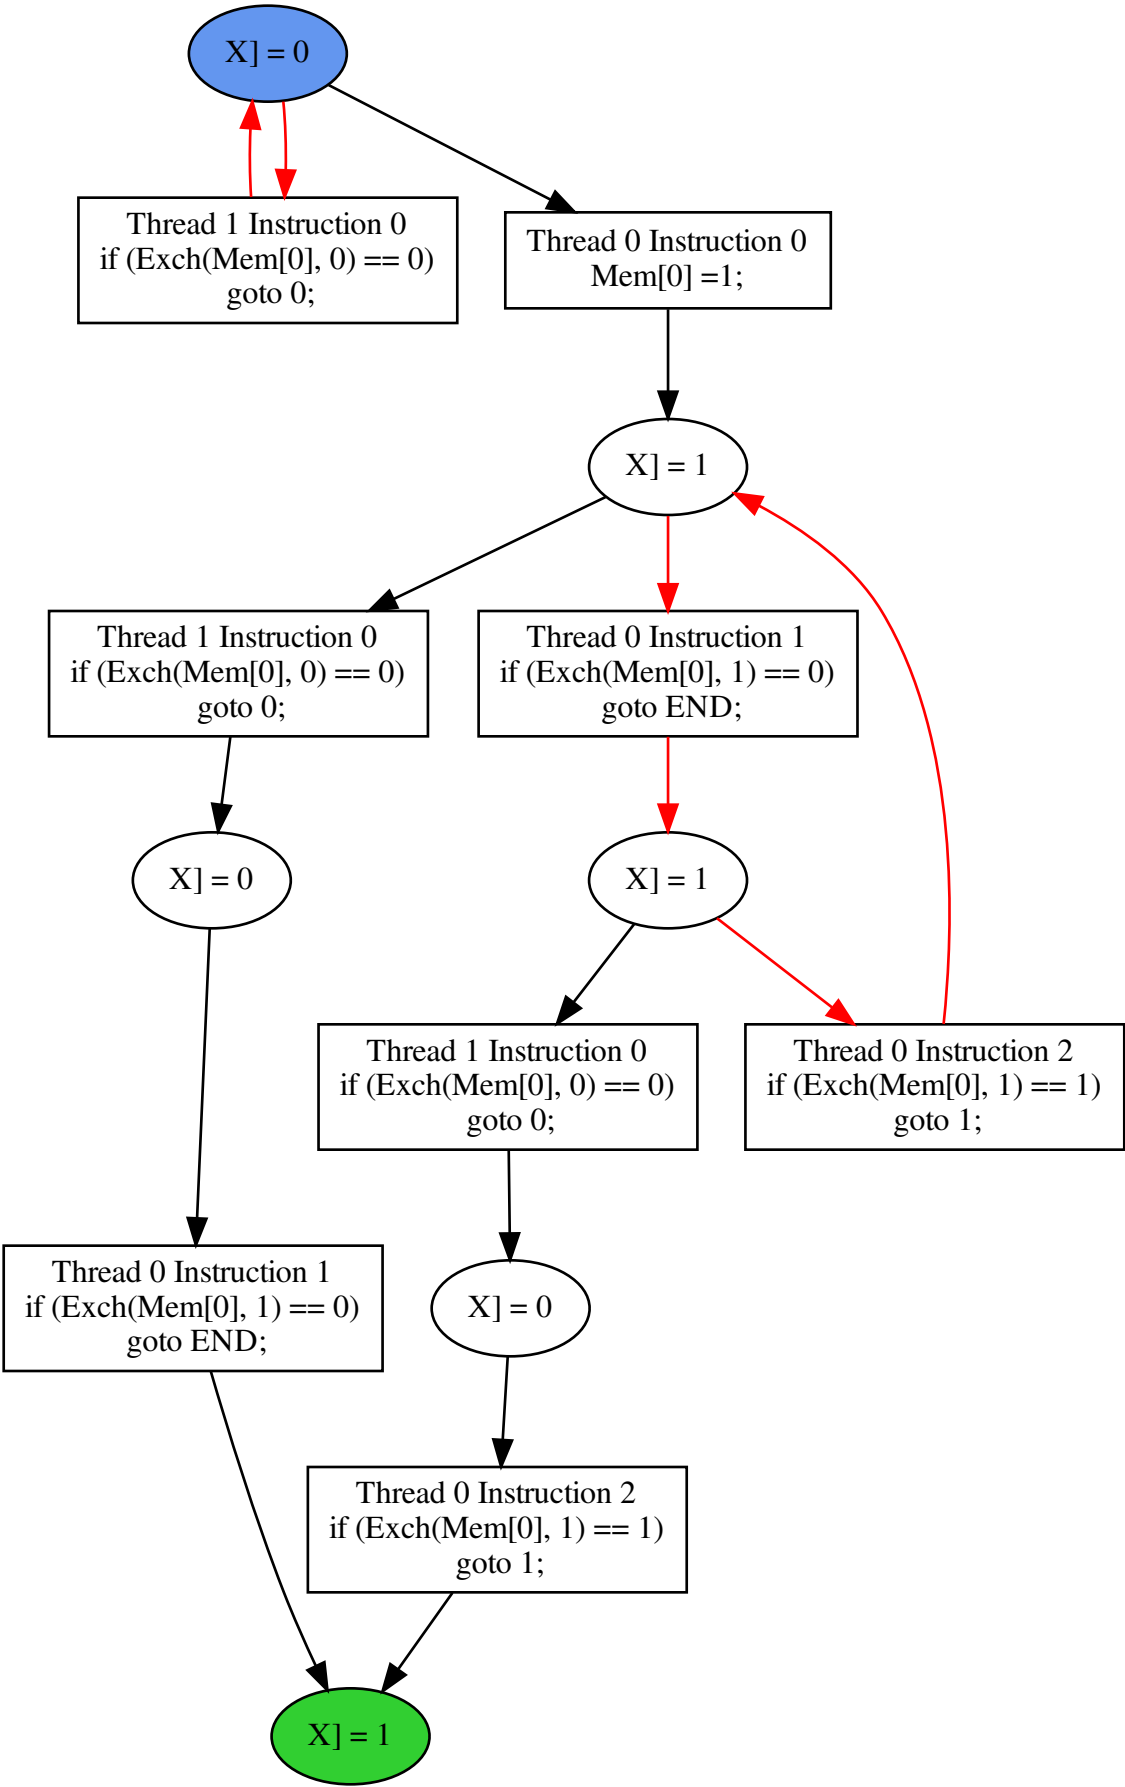 X] = 0
Thread 1 Instruction 0
if (Exch(Mem[0], 0) == 0)
goto 0;
Thread 0 Instruction 0
Mem[0] =1;
X] = 1
Thread 1 Instruction 0
if (Exch(Mem[0], 0) == 0)
goto 0;
Thread 0 Instruction 1
if (Exch(Mem[0], 1) == 0)
goto END;
X] = 0
X] = 1
Thread 1 Instruction 0
if (Exch(Mem[0], 0) == 0)
goto 0;
Thread 0 Instruction 2
if (Exch(Mem[0], 1) == 1)
goto 1;
Thread 0 Instruction 1
if (Exch(Mem[0], 1) == 0)
goto END;
X] = 0
Thread 0 Instruction 2
if (Exch(Mem[0], 1) == 1)
goto 1;
X] = 1